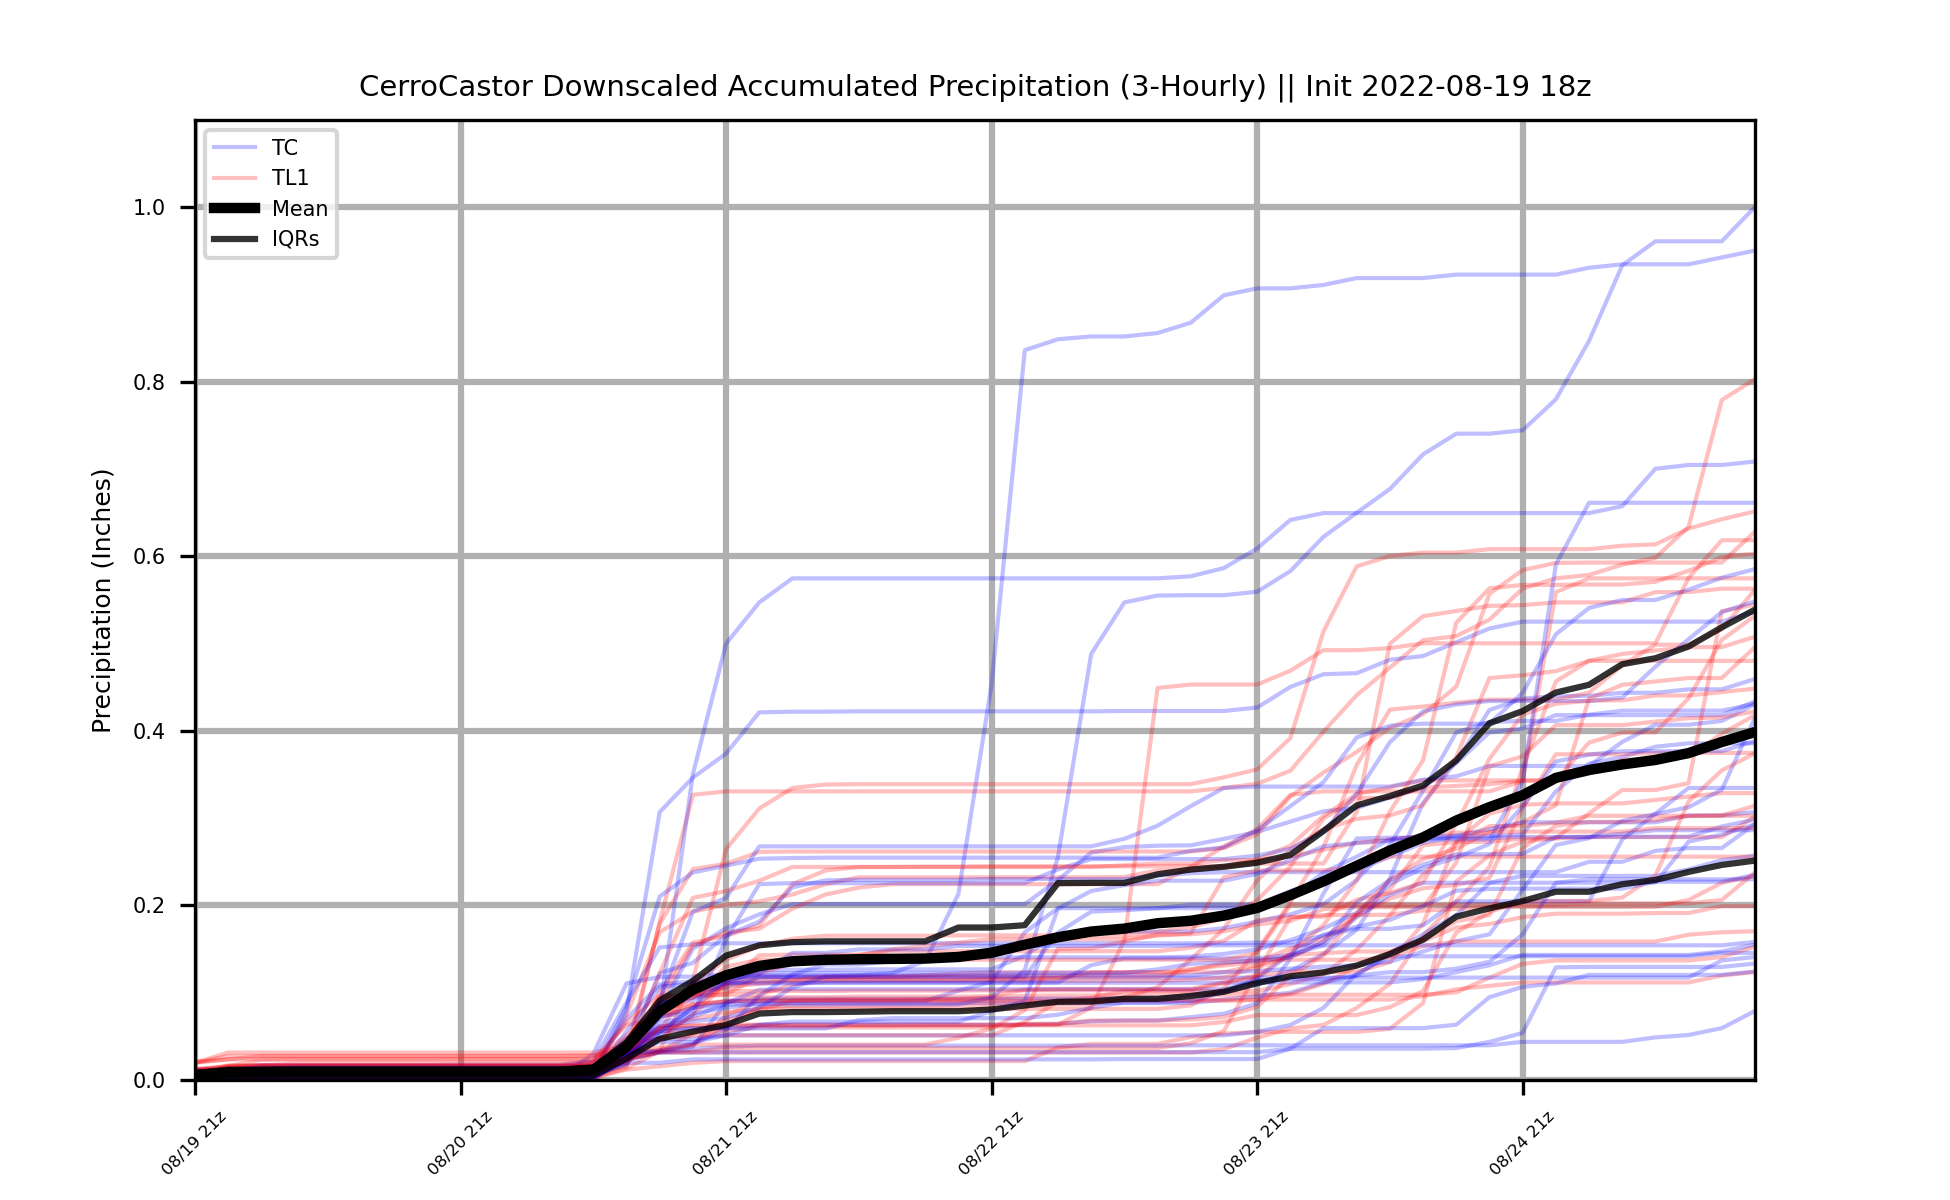 CerroCastor Downscaled Accumulated Precipitation (3-Hourly) || Init 2022-08-19 18z
TC
TL1
Mean
IQRs
Precipitation (Inches)
1.0
0.8
0.6
0.4
0.2
0.0
08/19 21z
08/20 21z
08/21 21z
08/22 21z
08/23 21z
08/24 21z